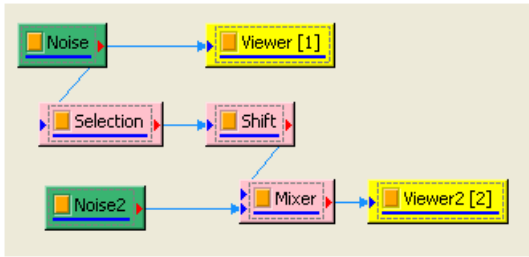 Noise
Viewer [1]
Selection
Shift
Noise2
Mixer
Viewer2 [2]